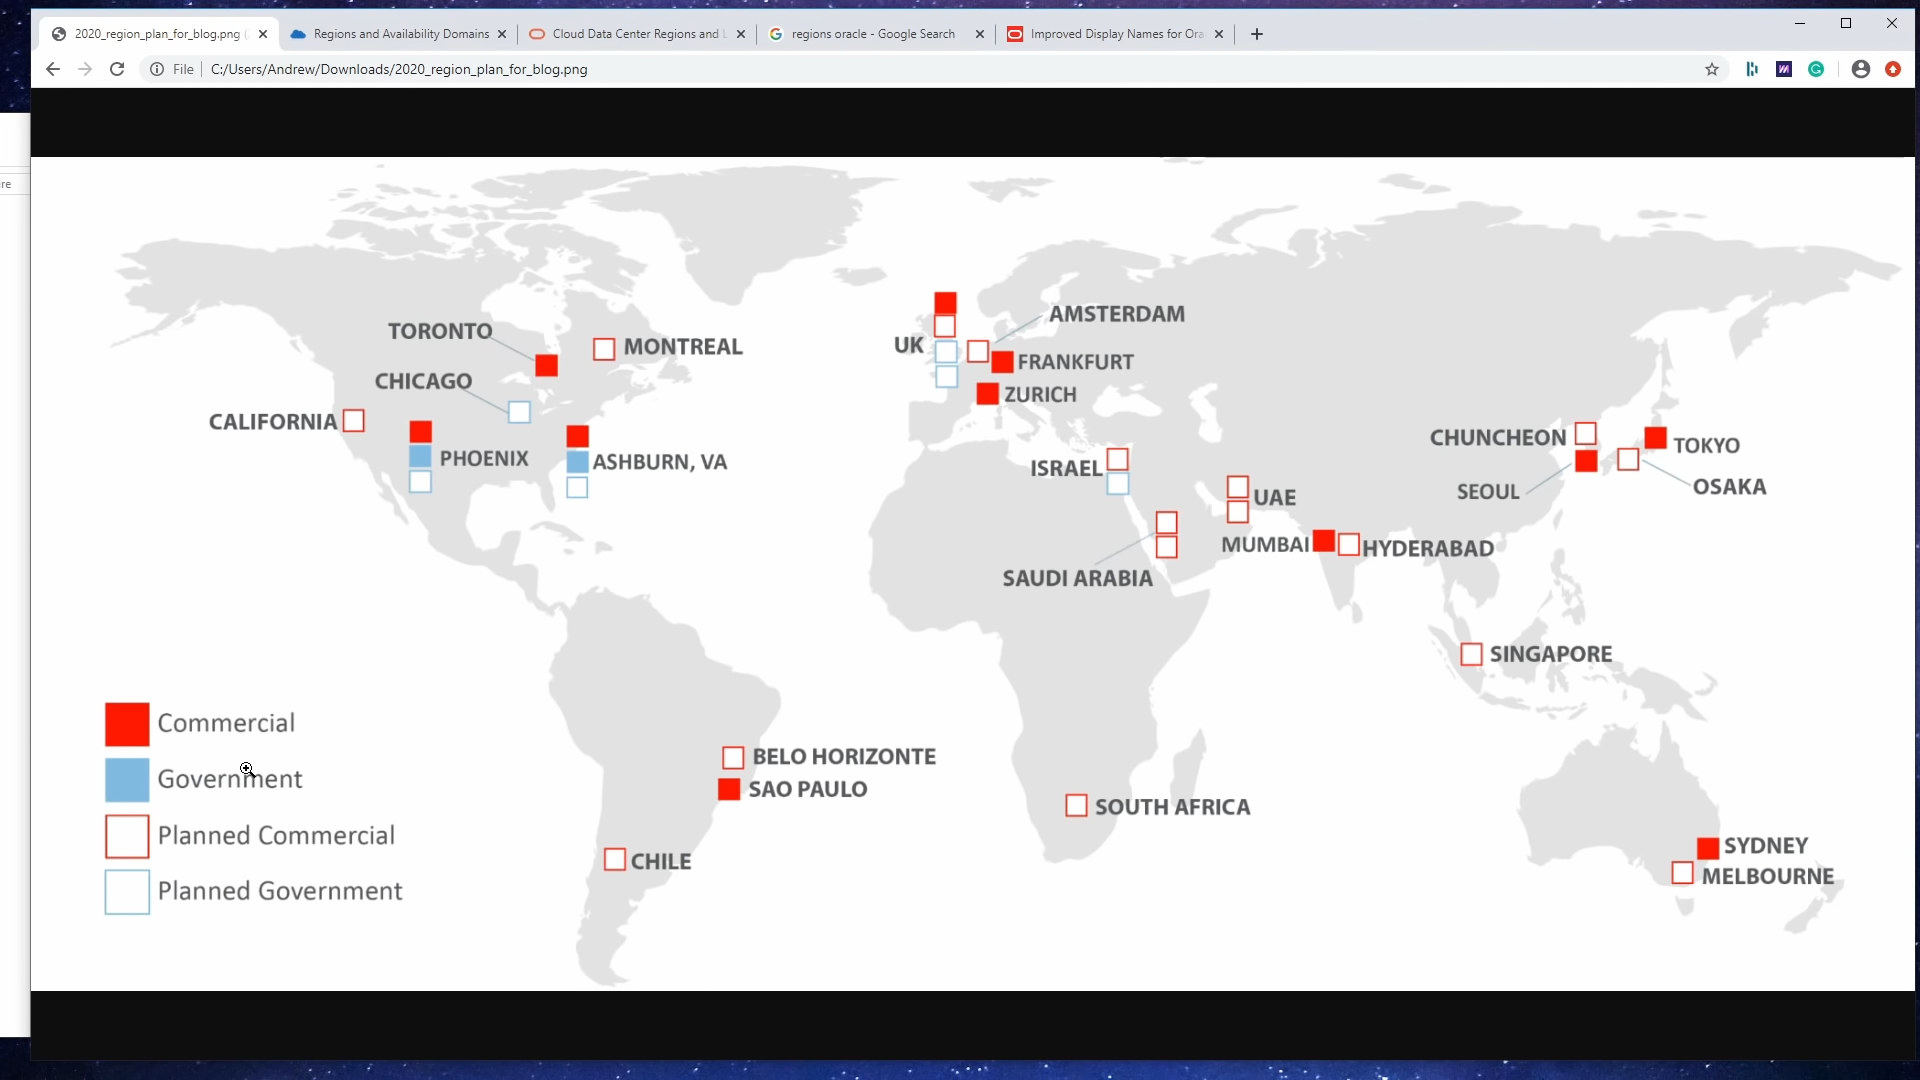 2020_region_plan_for_blog.png (
Regions and Availability Domains
Cloud Data Center Regions and L
regions oracle - Google Search
Improved Display Names for Ora
File
C:/Users/Andrew/Downloads/2020_region_plan_for_blog.png
re
AMSTERDAM
TORONTO
MONTREAL
UK
FRANKFURT
CHICAGO
ZURICH
CALIFORNIA
CHUNCHEON
TOKYO
PHOENIX
ASHBURN, VA
ISRAEL
SEOUL
OSAKA
UAE
MUMBAI
HYDERABAD
SAUDI ARABIA
SINGAPORE
Commercial
BELO HORIZONTE
Government
SAO PAULO
SOUTH AFRICA
Planned Commercial
SYDNEY
CHILE
MELBOURNE
Planned Government